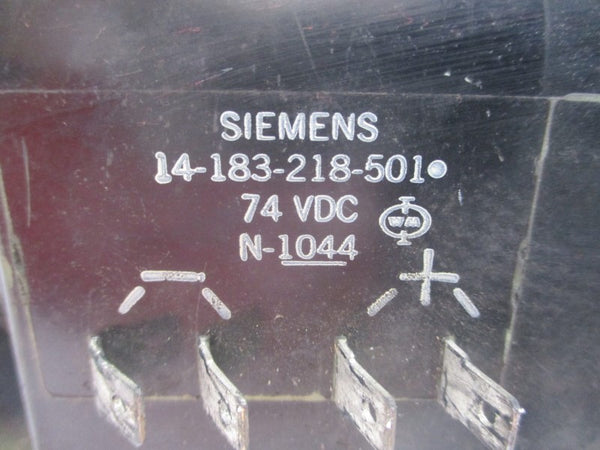 SIEMENS
14-183-218-501
74 VDC
N-1044
- +